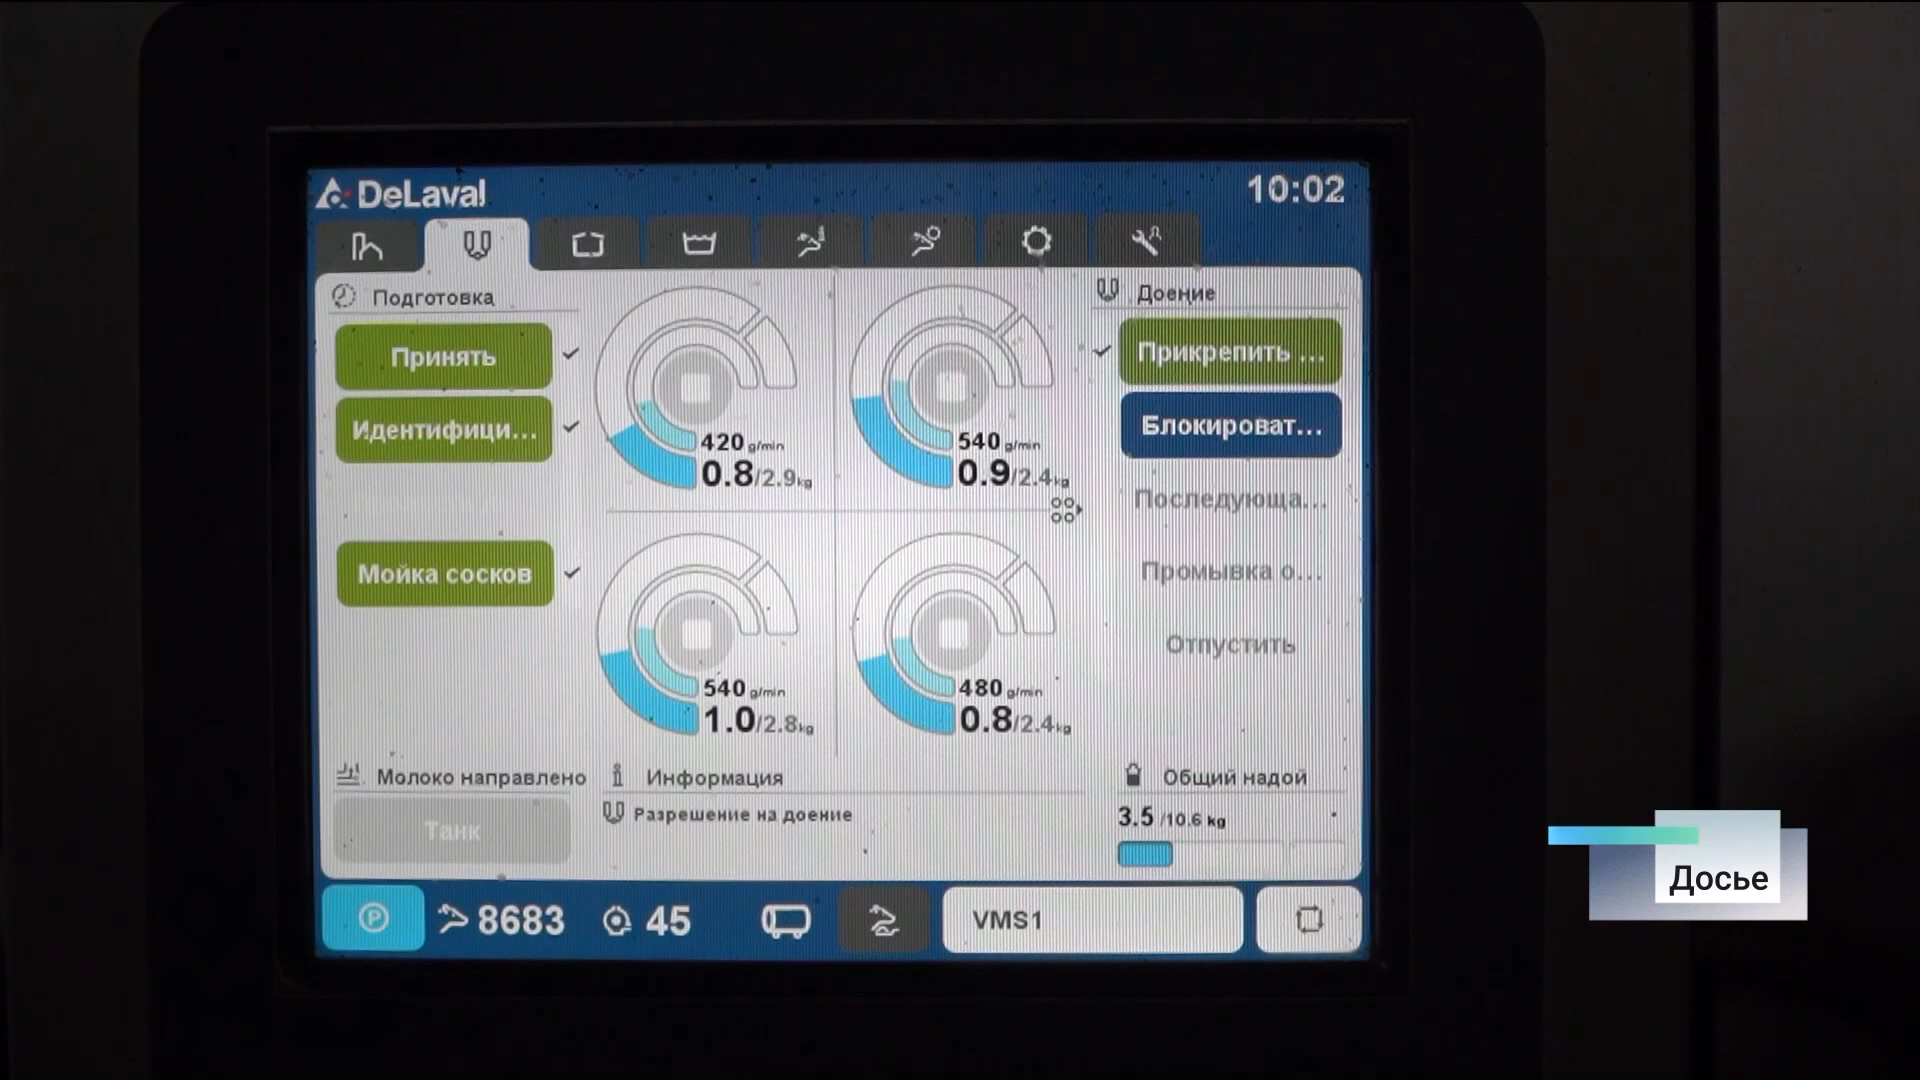 DeLaval
10:02
Подготовка
Принять
Идентифици...
Мойка сосков
420 g/min
0.8/2.9kg
540 g/min
0.9/2.4kg
540 g/min
1.0/2.8kg
480 g/min
0.8/2.4kg
Доение
Прикрепить ...
Блокироват...
Последующа...
Промывка о...
Отпустить
Молоко направлено
Танк
Информация
Разрешение на доение
Общий надой
3.5 /10.6 kg
P
8683
45
VMS1
Досье